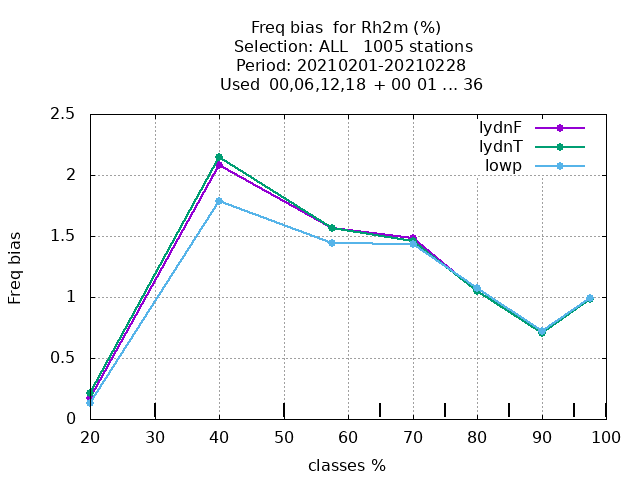 Freq bias  for Rh2m (%)
Selection: ALL   1005 stations
Period: 20210201-20210228
Used  00,06,12,18  + 00 01 ... 36
lydnF
lydnT
lowp
2.5
2
1.5
1
0.5
0
Freq bias
20 30 40 50 60 70 80 90 100
classes %